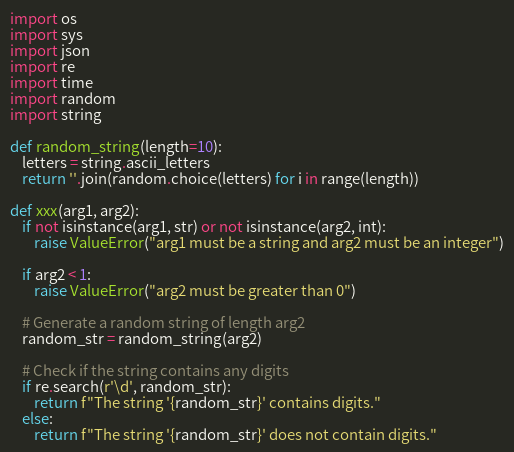 import os
import sys
import json
import re
import time
import random
import string

def random_string(length=10):
    letters = string.ascii_letters
    return ''.join(random.choice(letters) for i in range(length))

def xxx(arg1, arg2):
    if not isinstance(arg1, str) or not isinstance(arg2, int):
        raise ValueError("arg1 must be a string and arg2 must be an integer")

    if arg2 < 1:
        raise ValueError("arg2 must be greater than 0")

    # Generate a random string of length arg2
    random_str = random_string(arg2)

    # Check if the string contains any digits
    if re.search(r'\d', random_str):
        return f"The string '{random_str}' contains digits."
    else:
        return f"The string '{random_str}' does not contain digits."